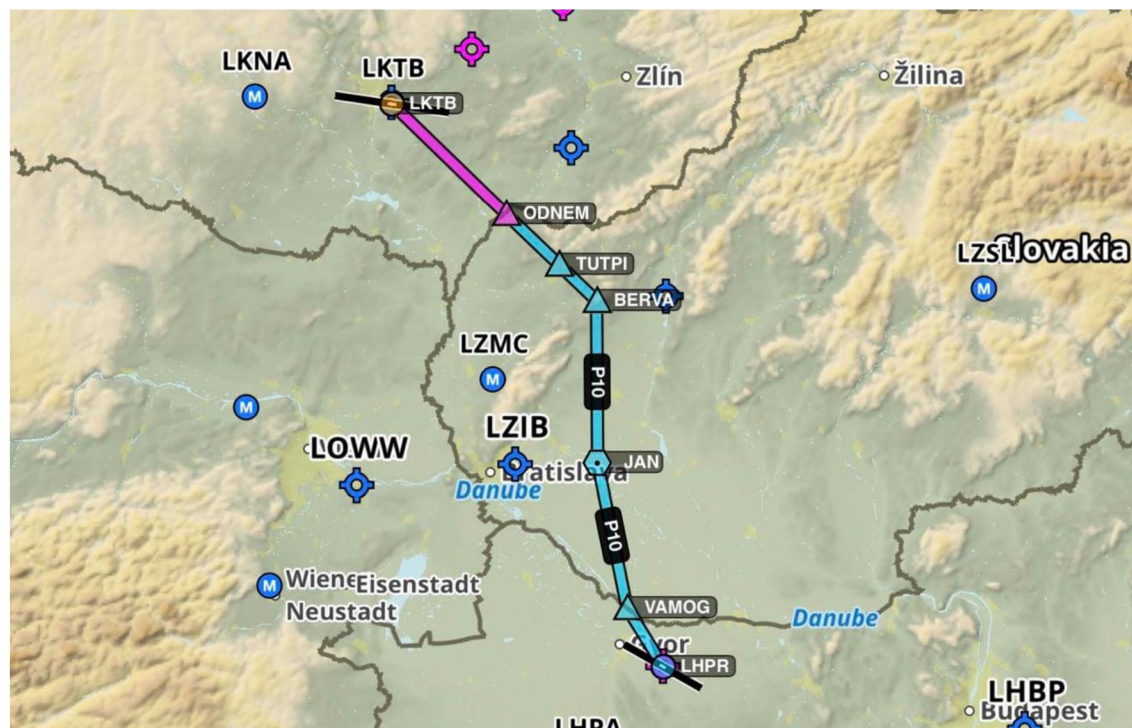 LKNA
LKTB
LKTB
Zlín
Žilina
ODNEM
TUTPI
BERVA
LZSL
Slovakia
LZMC
M
M
M
M
M
P10
LZIB
LOWW
JAN
Bratislava
Danube
P10
Eisenstadt
Neustadt
VAMOG
Danube
LHPR
LHBP
Budapest